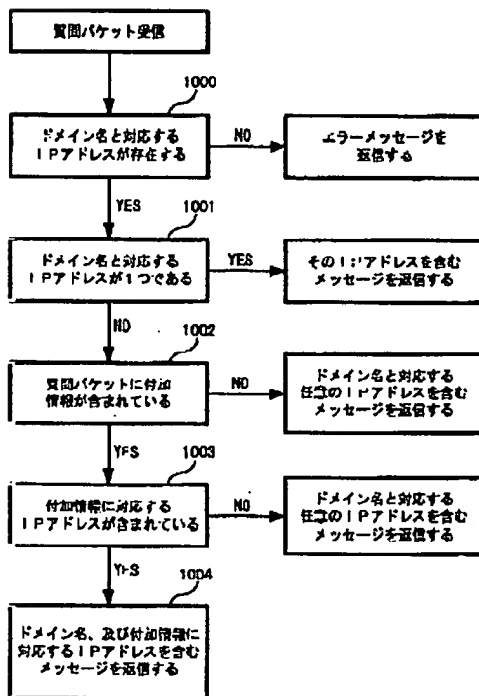 質問パケット受信
1000
ドメイン名と対応する
IPアドレスが存在する
NO
エラーメッセージを
返信する
YES
1001
ドメイン名と対応する
IPアドレスが1つである
YES
そのIPアドレスを含む
メッセージを返信する
NO
1002
質問パケットに付加
情報が含まれている
NO
ドメイン名と対応する
任意のIPアドレスを含む
メッセージを返信する
YES
1003
付加情報に対応する
IPアドレスが含まれている
NO
ドメイン名と対応する
任意のIPアドレスを含む
メッセージを返信する
YES
1004
ドメイン名、及び付加情報に
対応するIPアドレスを含む
メッセージを返信する